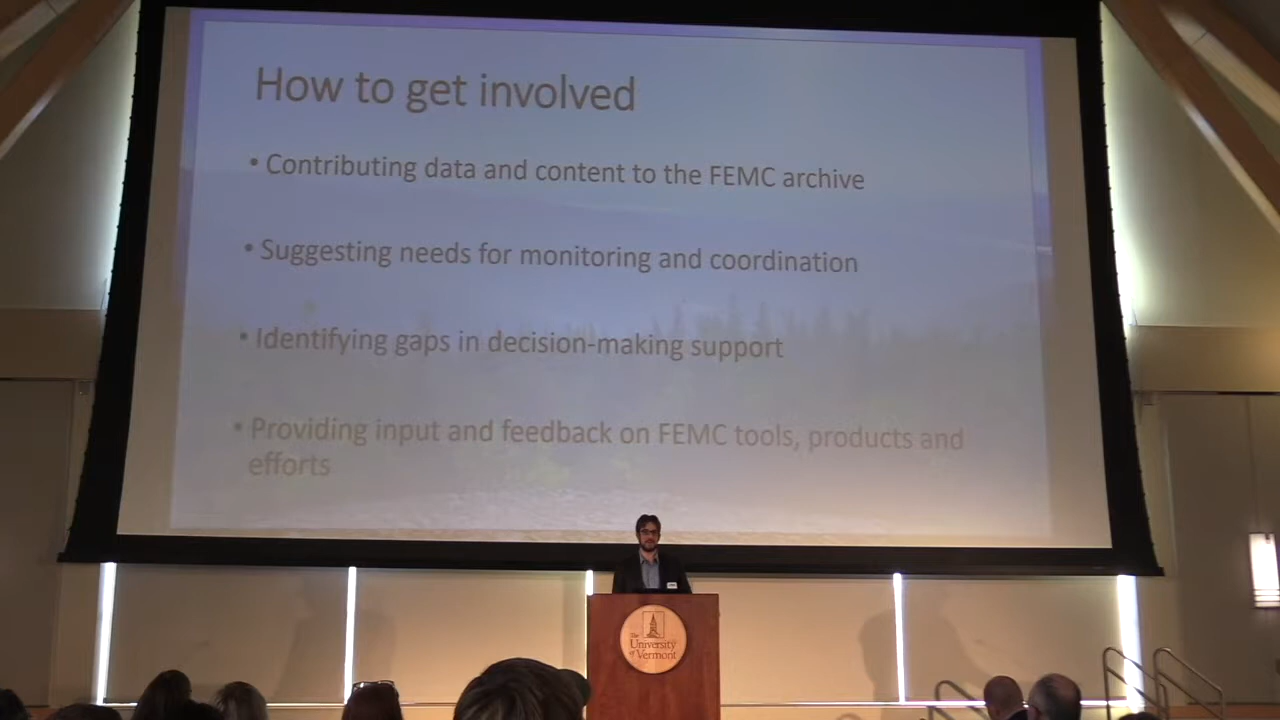 How to get involved
• Contributing data and content to the FEMC archive
• Suggesting needs for monitoring and coordination
• Identifying gaps in decision-making support
• Providing input and feedback on FEMC tools, products and
efforts
The
University
of Vermont